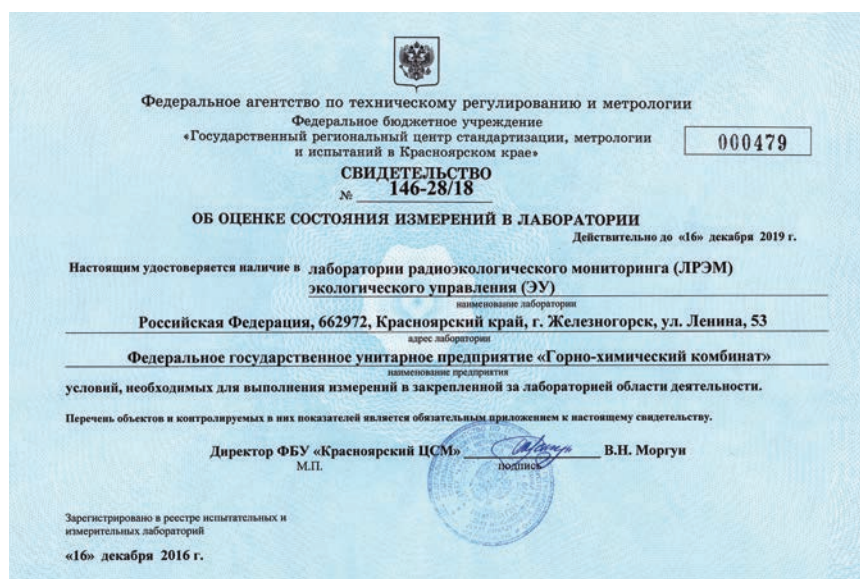 Федеральное агентство по техническому регулированию и метрологии
Федеральное бюджетное учреждение
«Государственный региональный центр стандартизации, метрологии
и испытаний в Красноярском крае»
000479
СВИДЕТЕЛЬСТВО
№ 146-28/18
ОБ ОЦЕНКЕ СОСТОЯНИЯ ИЗМЕРЕНИЙ В ЛАБОРАТОРИИ
Действительно до «16» декабря 2019 г.
Настоящим удостоверяется наличие в лаборатории радиоэкологического мониторинга (ЛРЭМ)
экологического управления (ЭУ)
наименование лаборатории
Российская Федерация, 662972, Красноярский край, г. Железногорск, ул. Ленина, 53
адрес лаборатории
Федеральное государственное унитарное предприятие «Горно-химический комбинат»
наименование предприятия
условий, необходимых для выполнения измерений в закрепленной за лабораторией области деятельности.
Перечень объектов и контролируемых в них показателей является обязательным приложением к настоящему свидетельству.
Директор ФБУ «Красноярский ЦСМ» В.Н. Моргун
М.П. подпись
Зарегистрировано в реестре испытательных и
измерительных лабораторий
«16» декабря 2016 г.